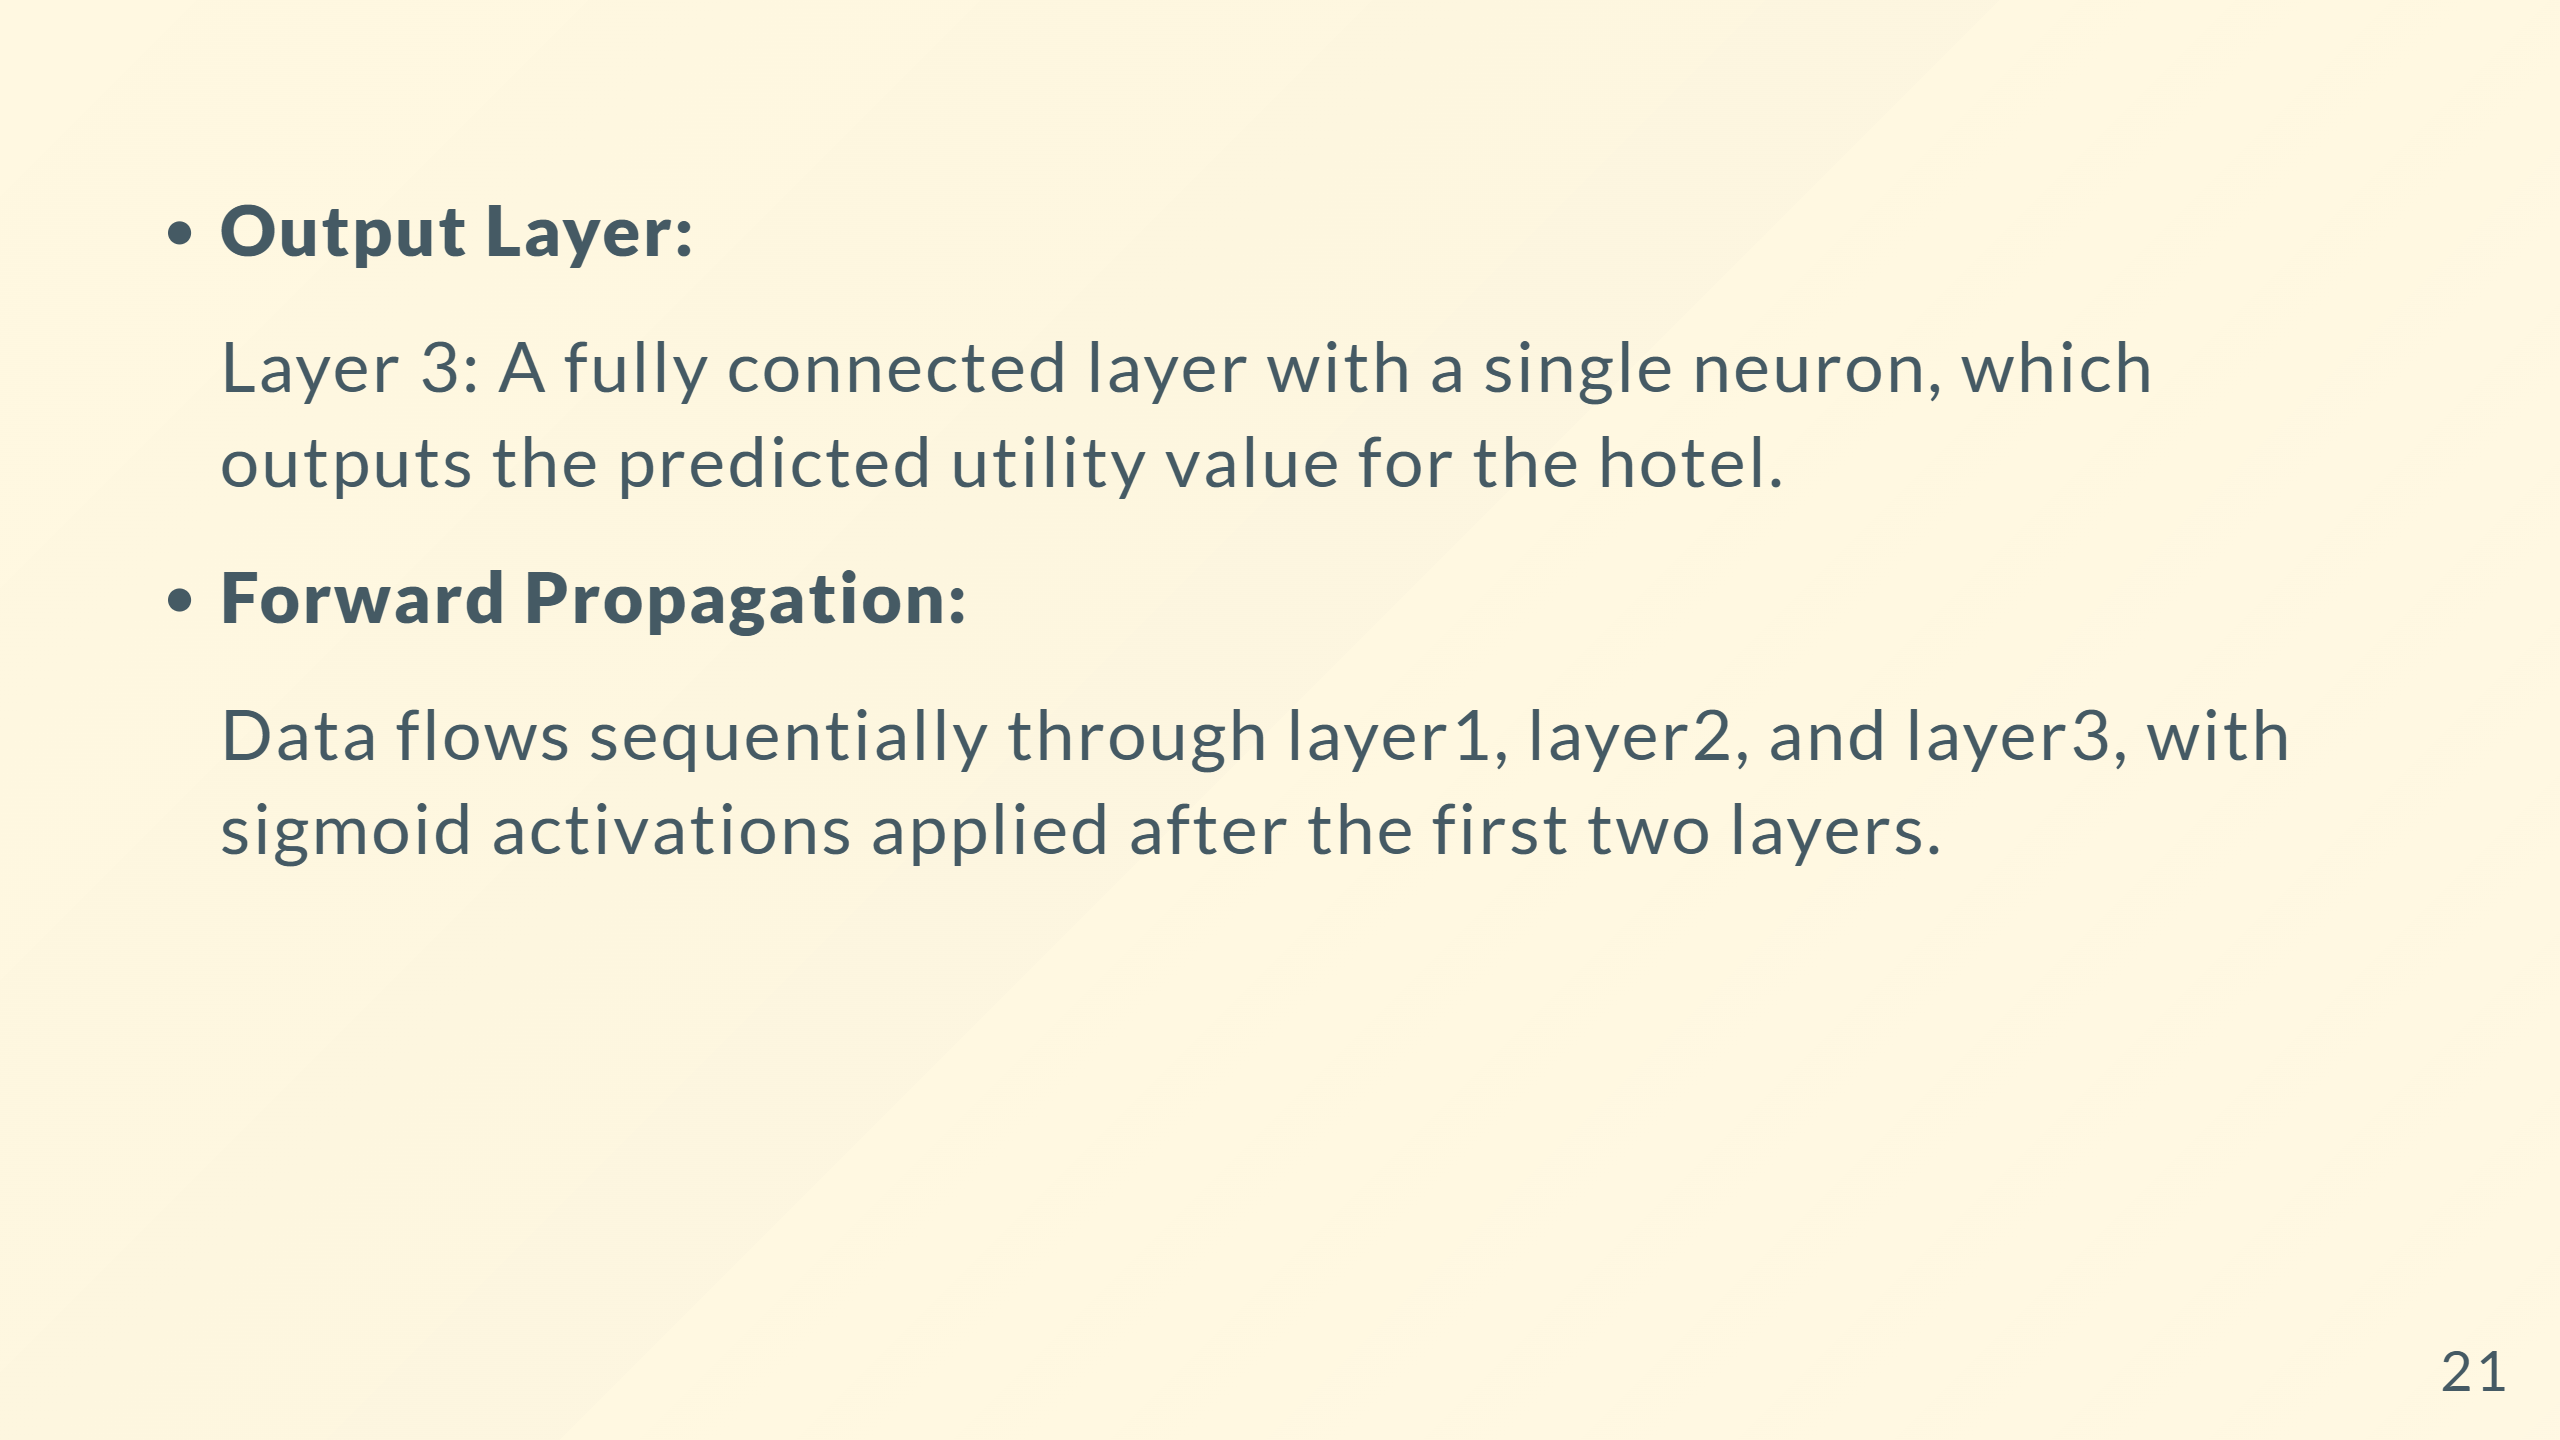 • Output Layer:
Layer 3: A fully connected layer with a single neuron, which
outputs the predicted utility value for the hotel.
• Forward Propagation:
Data flows sequentially through layer1, layer2, and layer3, with
sigmoid activations applied after the first two layers.
21